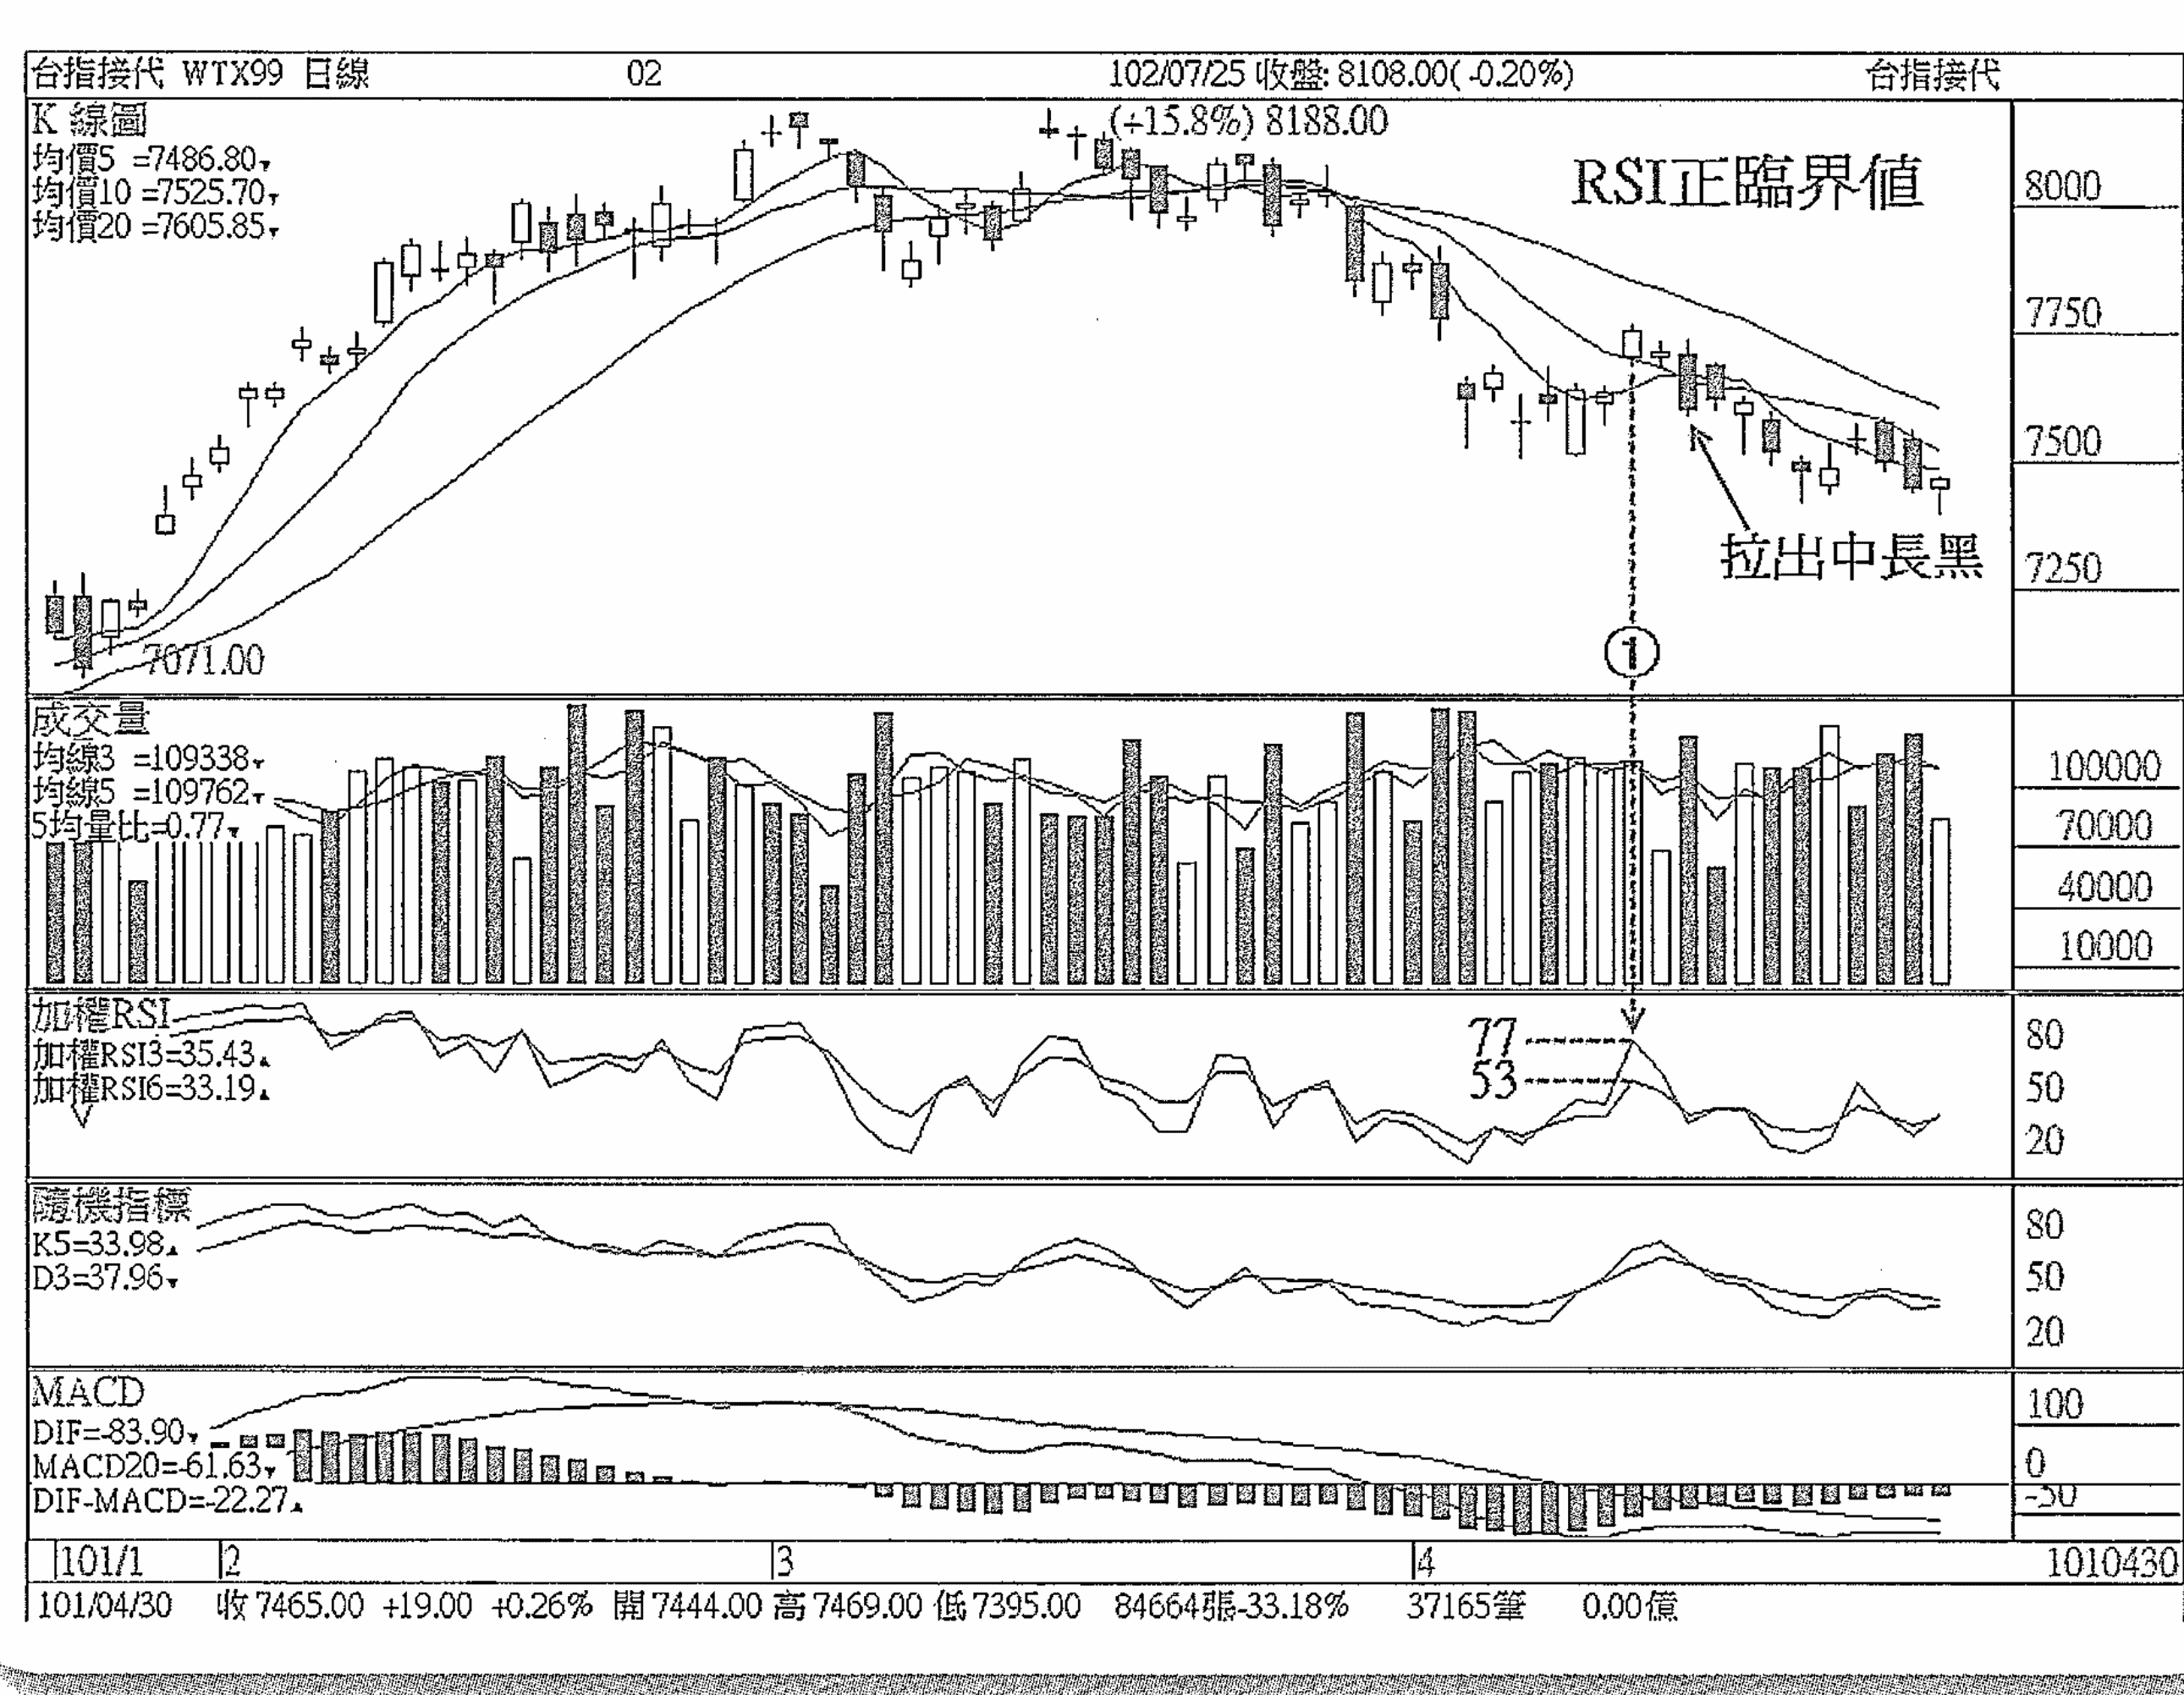 台指接代 WTX99 日線 02 102/07/25 收盤: 8108.00( -0.20%) 台指接代
K 線圖
(+15.8%) 8188.00
均價5 =7486.80▼
均價10 =7525.70▼
均價20 =7605.85▼
RSI正臨界值
8000
7750
7500
7250
拉出中長黑
7071.00
1
成交量
均線3 =109338▼
均線5 =109762▼
5均量比=0.77▼
100000
70000
40000
10000
加權RSI
加權RSI3=35.43▲
加權RSI6=33.19▲
77
53
80
50
20
隨機指標
K5=33.98▲
D3=37.96▼
80
50
20
MACD
DIF=-83.90▼
MACD20=-61.63▼
DIF-MACD=-22.27▲
100
0
-50
101/1 2 3 4 1010430
101/04/30 收 7465.00 +19.00 +0.26% 開 7444.00 高 7469.00 低 7395.00 84664張-33.18% 37165筆 0.00億